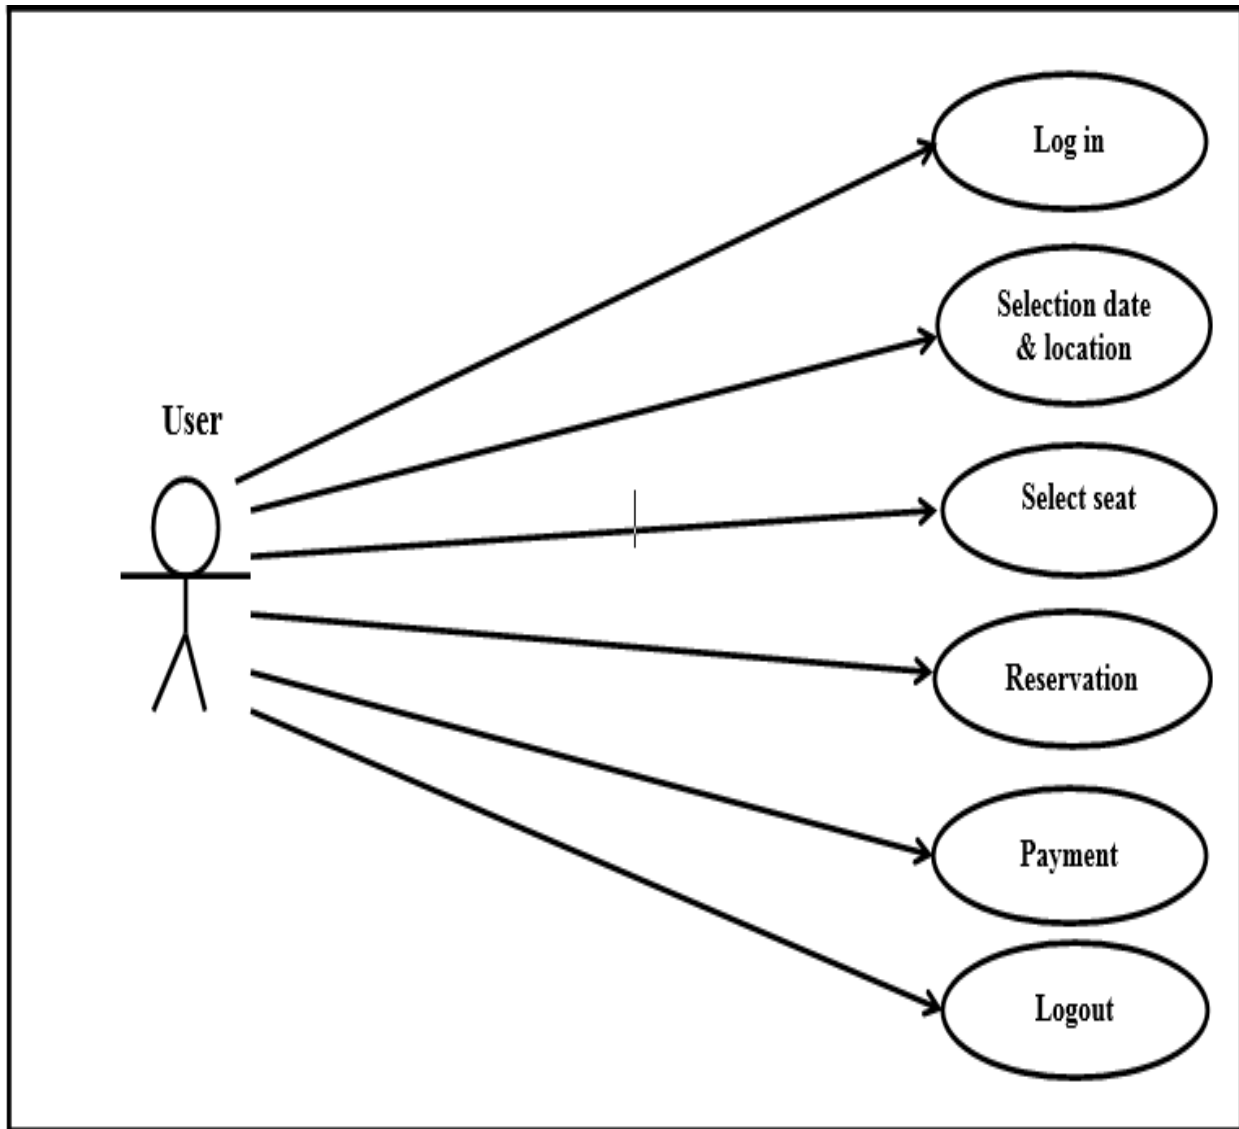 Log in
Selection date
& location
User
Select seat
Reservation
Payment
Logout